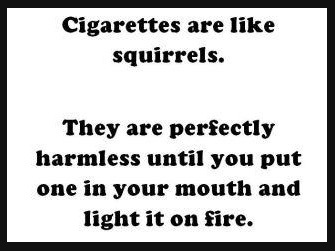 Cigarettes are like
squirrels.
They are perfectly
harmless until you put
one in your mouth and
light it on fire.